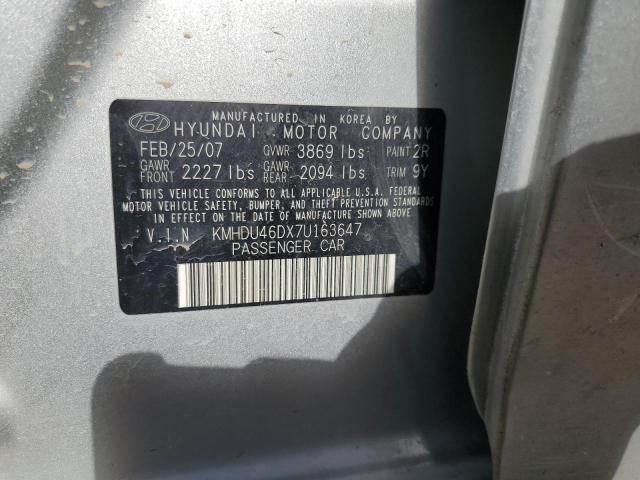 MANUFACTURED IN KOREA BY
HYUNDAI MOTOR COMPANY
FEB/25/07 GVWR 3869 lbs PAINT 2R
GAWR FRONT 2227 lbs GAWR REAR 2094 lbs TRIM 9Y
THIS VEHICLE CONFORMS TO ALL APPLICABLE U.S.A. FEDERAL
MOTOR VEHICLE SAFETY, BUMPER, AND THEFT PREVENTION STANDARDS
IN EFFECT ON THE DATE OF MANUFACTURE SHOWN ABOVE.
V.I.N KMHDU46DX7U163647
PASSENGER CAR